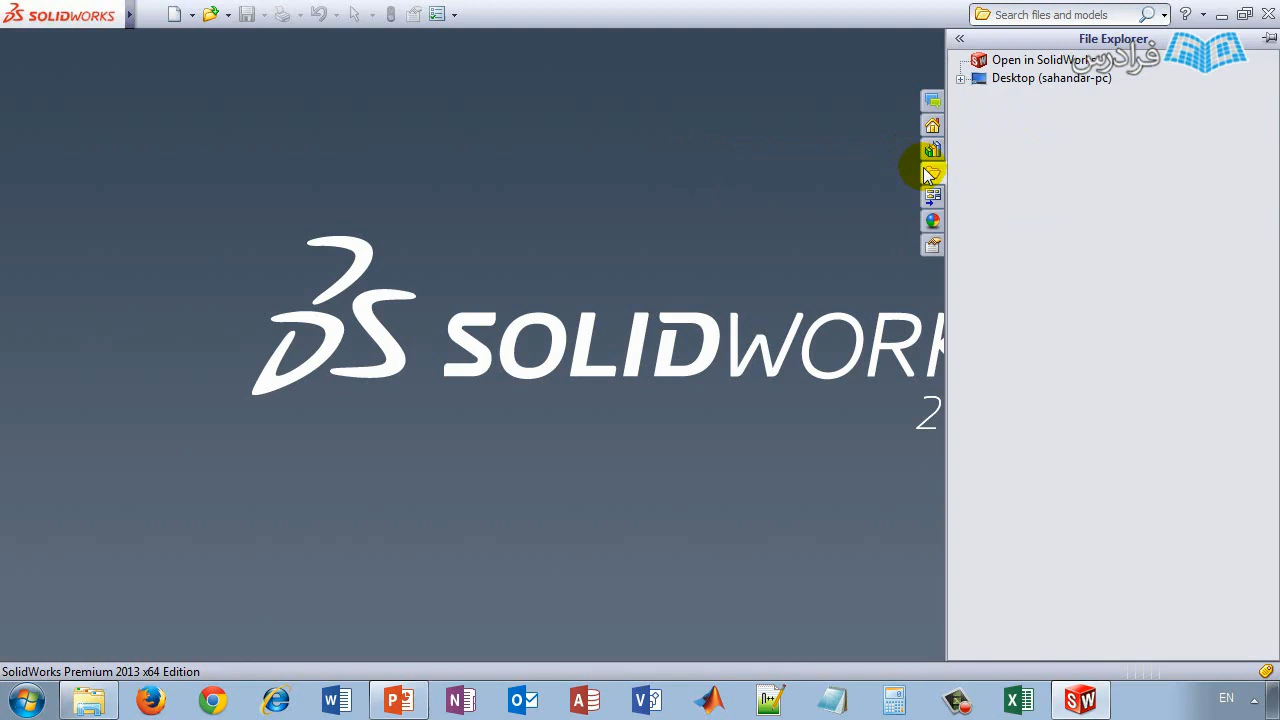 SOLIDWORKS
Search files and models
File Explorer
فرادرس
Open in SolidWorks
Desktop (sahandar-pc)
SOLIDWORK
2
SolidWorks Premium 2013 x64 Edition
EN